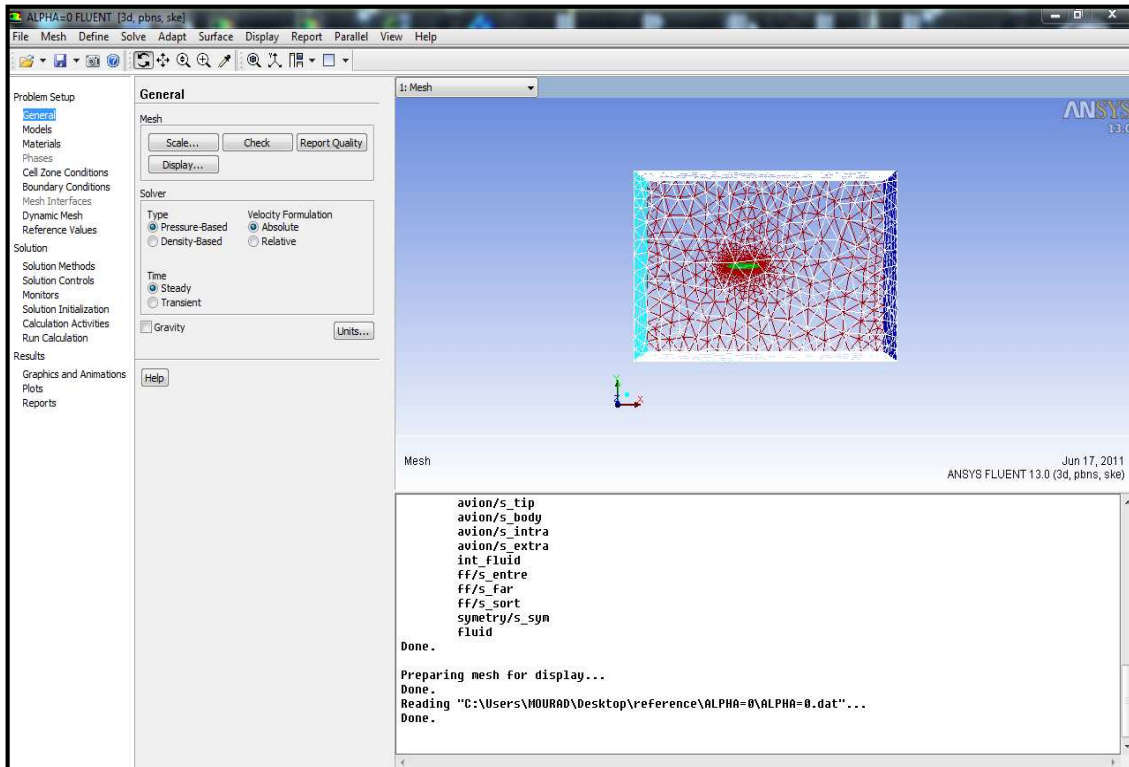 ALPHA=0 FLUENT [3d, pbns, ske]
File Mesh Define Solve Adapt Surface Display Report Parallel View Help
Problem Setup
General
Models
Materials
Phases
Cell Zone Conditions
Boundary Conditions
Mesh Interfaces
Dynamic Mesh
Reference Values
Solution
Solution Methods
Solution Controls
Monitors
Solution Initialization
Calculation Activities
Run Calculation
Results
Graphics and Animations
Plots
Reports
General
Mesh
Scale... Check Report Quality
Display...
Solver
Type Velocity Formulation
Pressure-Based Absolute
Density-Based Relative
Time
Steady
Transient
Gravity Units...
Help
1: Mesh
ANSYS
13.0
Y
Z X
Mesh Jun 17, 2011
ANSYS FLUENT 13.0 (3d, pbns, ske)
avion/s_tip
avion/s_body
avion/s_intra
avion/s_extra
int_fluid
ff/s_entre
ff/s_far
ff/s_sort
symetry/s_sym
fluid
Done.
Preparing mesh for display...
Done.
Reading "C:\Users\MOURAD\Desktop\reference\ALPHA=0\ALPHA=0.dat"...
Done.